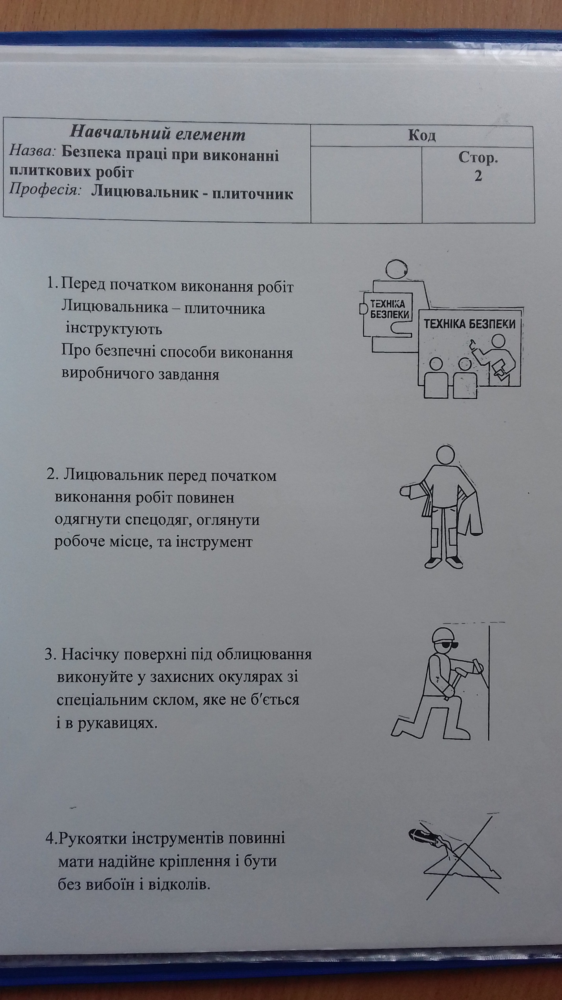 Навчальний елемент
Назва: Безпека праці при виконанні
плиткових робіт
Професія: Лицювальник - плиточник
Код
Стор.
2
1. Перед початком виконання робіт
Лицювальника – плиточника
інструктують
Про безпечні способи виконання
виробничого завдання
ТЕХНІКА
БЕЗПЕКИ
ТЕХНІКА БЕЗПЕКИ
2. Лицювальник перед початком
виконання робіт повинен
одягнути спецодяг, оглянути
робоче місце, та інструмент
3. Насічку поверхні під облицювання
виконуйте у захисних окулярах зі
спеціальним склом, яке не б'ється
і в рукавицях.
4.Рукоятки інструментів повинні
мати надійне кріплення і бути
без вибоїн і відколів.